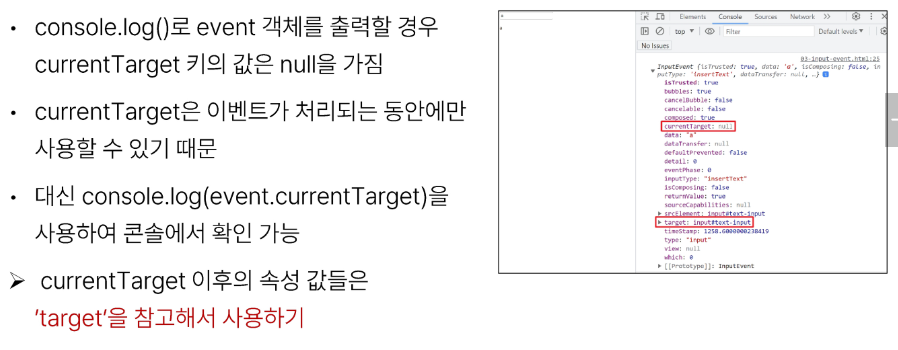 • console.log()로 event 객체를 출력할 경우
currentTarget 키의 값은 null을 가짐
• currentTarget은 이벤트가 처리되는 동안에만
사용할 수 있기 때문
• 대신 console.log(event.currentTarget)을
사용하여 콘솔에서 확인 가능
➢ currentTarget 이후의 속성 값들은
'target'을 참고해서 사용하기
Elements Console Sources Network »
top ▾ Filter Default levels ▾
No Issues
03-input-event.html:25
InputEvent {isTrusted: true, data: 'a', isComposing: false, in
putType: 'insertText', dataTransfer: null, …}
isTrusted: true
bubbles: true
cancelBubble: false
cancelable: false
composed: true
currentTarget: null
data: "a"
dataTransfer: null
defaultPrevented: false
detail: 0
eventPhase: 0
inputType: "insertText"
isComposing: false
returnValue: true
sourceCapabilities: null
▸ srcElement: input#text-input
▸ target: input#text-input
timeStamp: 1258.6000000238419
type: "input"
view: null
which: 0
▸ [[Prototype]]: InputEvent